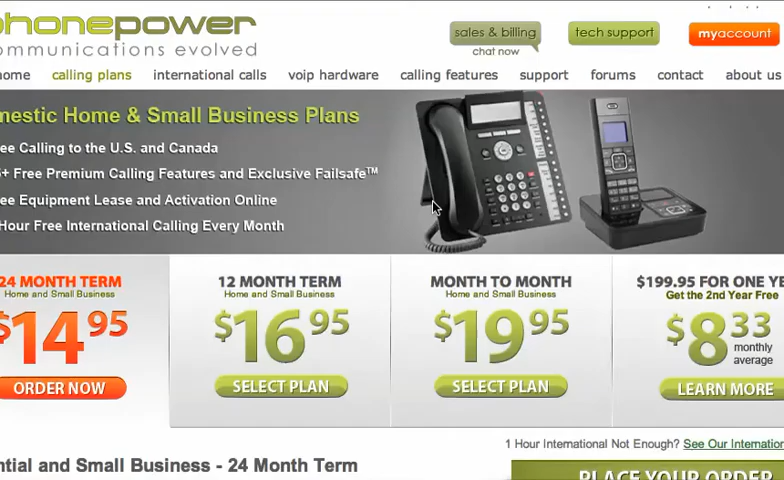 phonepower
communications evolved
sales & billing
chat now
tech support
myaccount
home calling plans international calls voip hardware calling features support forums contact about us
mestic Home & Small Business Plans
ee Calling to the U.S. and Canada
+ Free Premium Calling Features and Exclusive Failsafe™
ee Equipment Lease and Activation Online
Hour Free International Calling Every Month
24 MONTH TERM
Home and Small Business
$14 95
ORDER NOW
12 MONTH TERM
Home and Small Business
$16 95
SELECT PLAN
MONTH TO MONTH
Home and Small Business
$19 95
SELECT PLAN
$199.95 FOR ONE YE
Get the 2nd Year Free
$8 33
monthly
average
LEARN MORE
1 Hour International Not Enough? See Our Internation
ntial and Small Business - 24 Month Term
PLACE YOUR ORDER